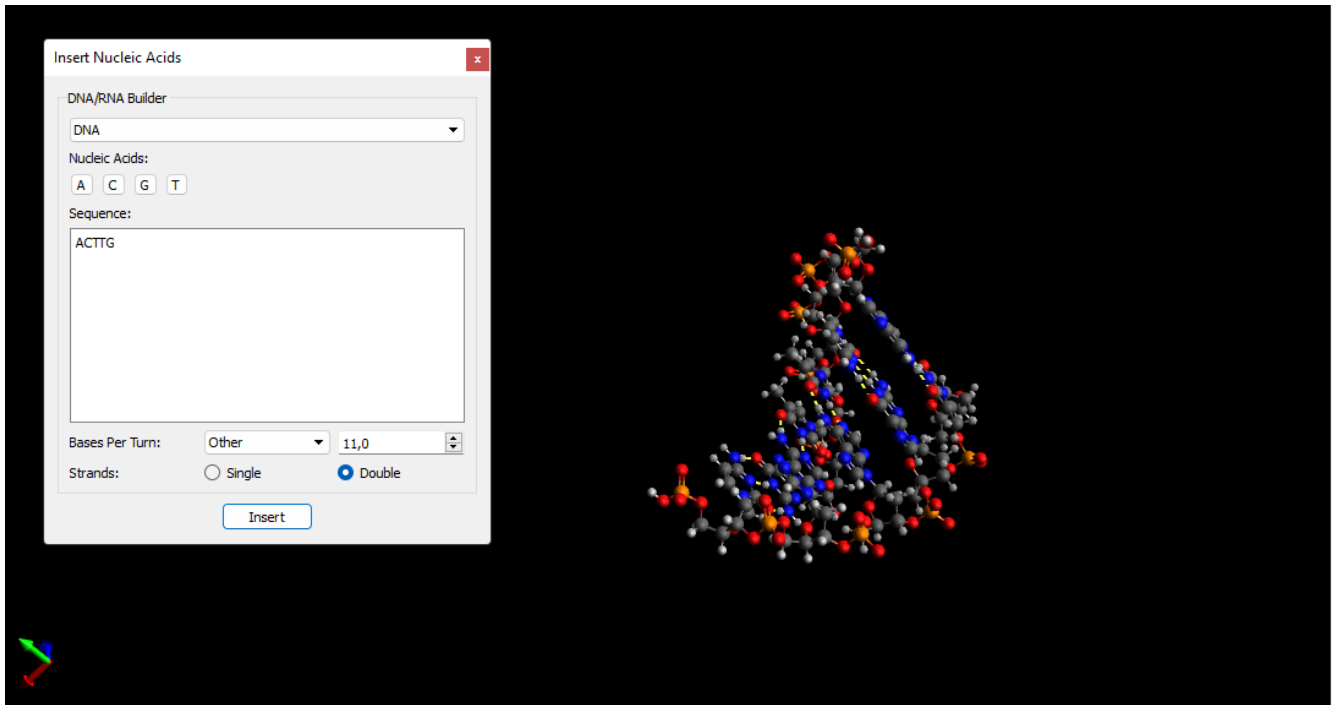 Insert Nucleic Acids
x
DNA/RNA Builder
DNA
Nucleic Acids:
A C G T
Sequence:
ACTTG
Bases Per Turn: Other 11,0
Strands: Single Double
Insert